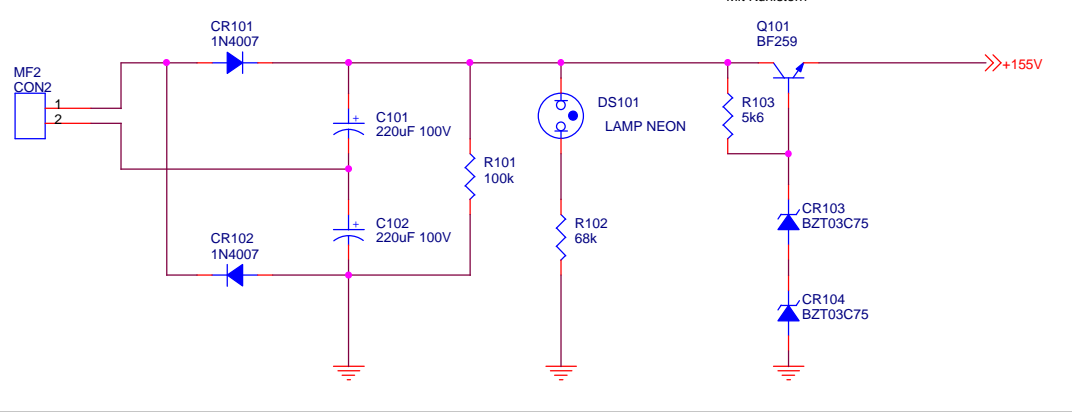 CR101
1N4007
Q101
BF259
+155V
MF2
CON2
1
2
C101
220uF 100V
R101
100k
DS101
LAMP NEON
R103
5k6
CR102
1N4007
C102
220uF 100V
R102
68k
CR103
BZT03C75
CR104
BZT03C75